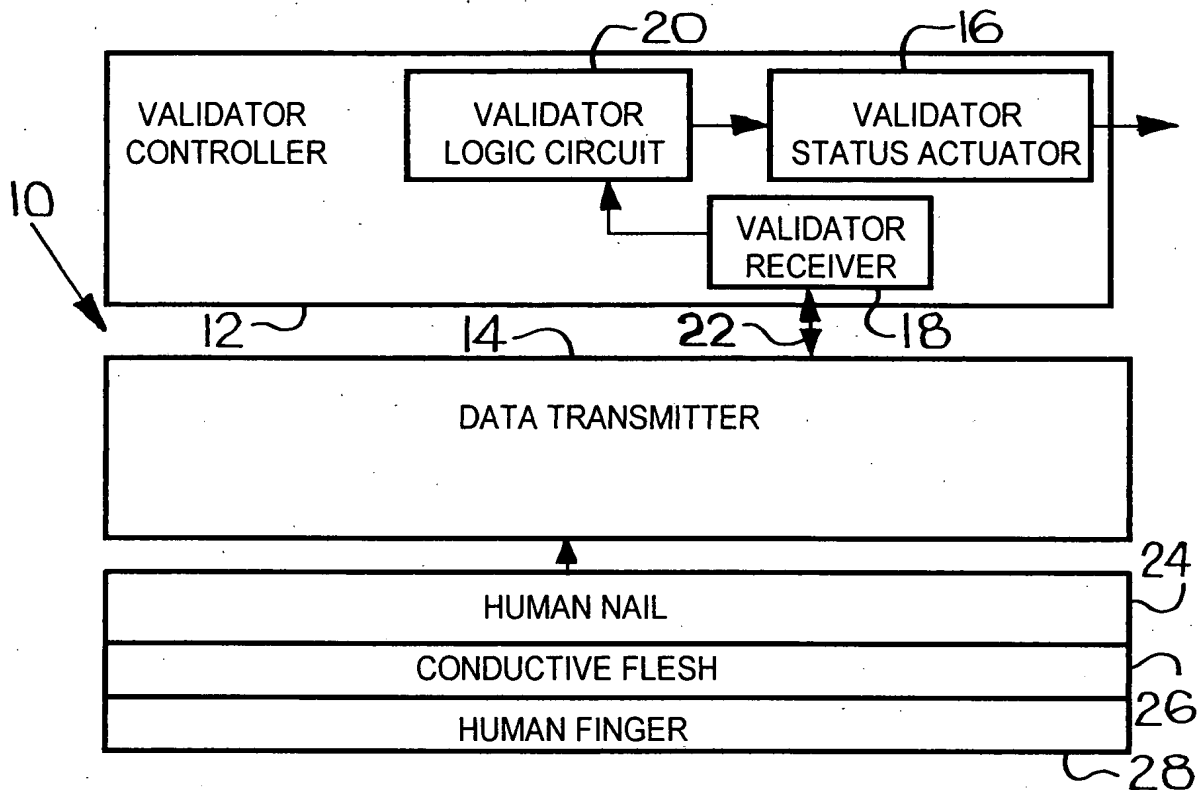 20
16
VALIDATOR
CONTROLLER
VALIDATOR
LOGIC CIRCUIT
VALIDATOR
STATUS ACTUATOR
10
VALIDATOR
RECEIVER
12
14
22
18
DATA TRANSMITTER
24
HUMAN NAIL
CONDUCTIVE FLESH
26
HUMAN FINGER
28